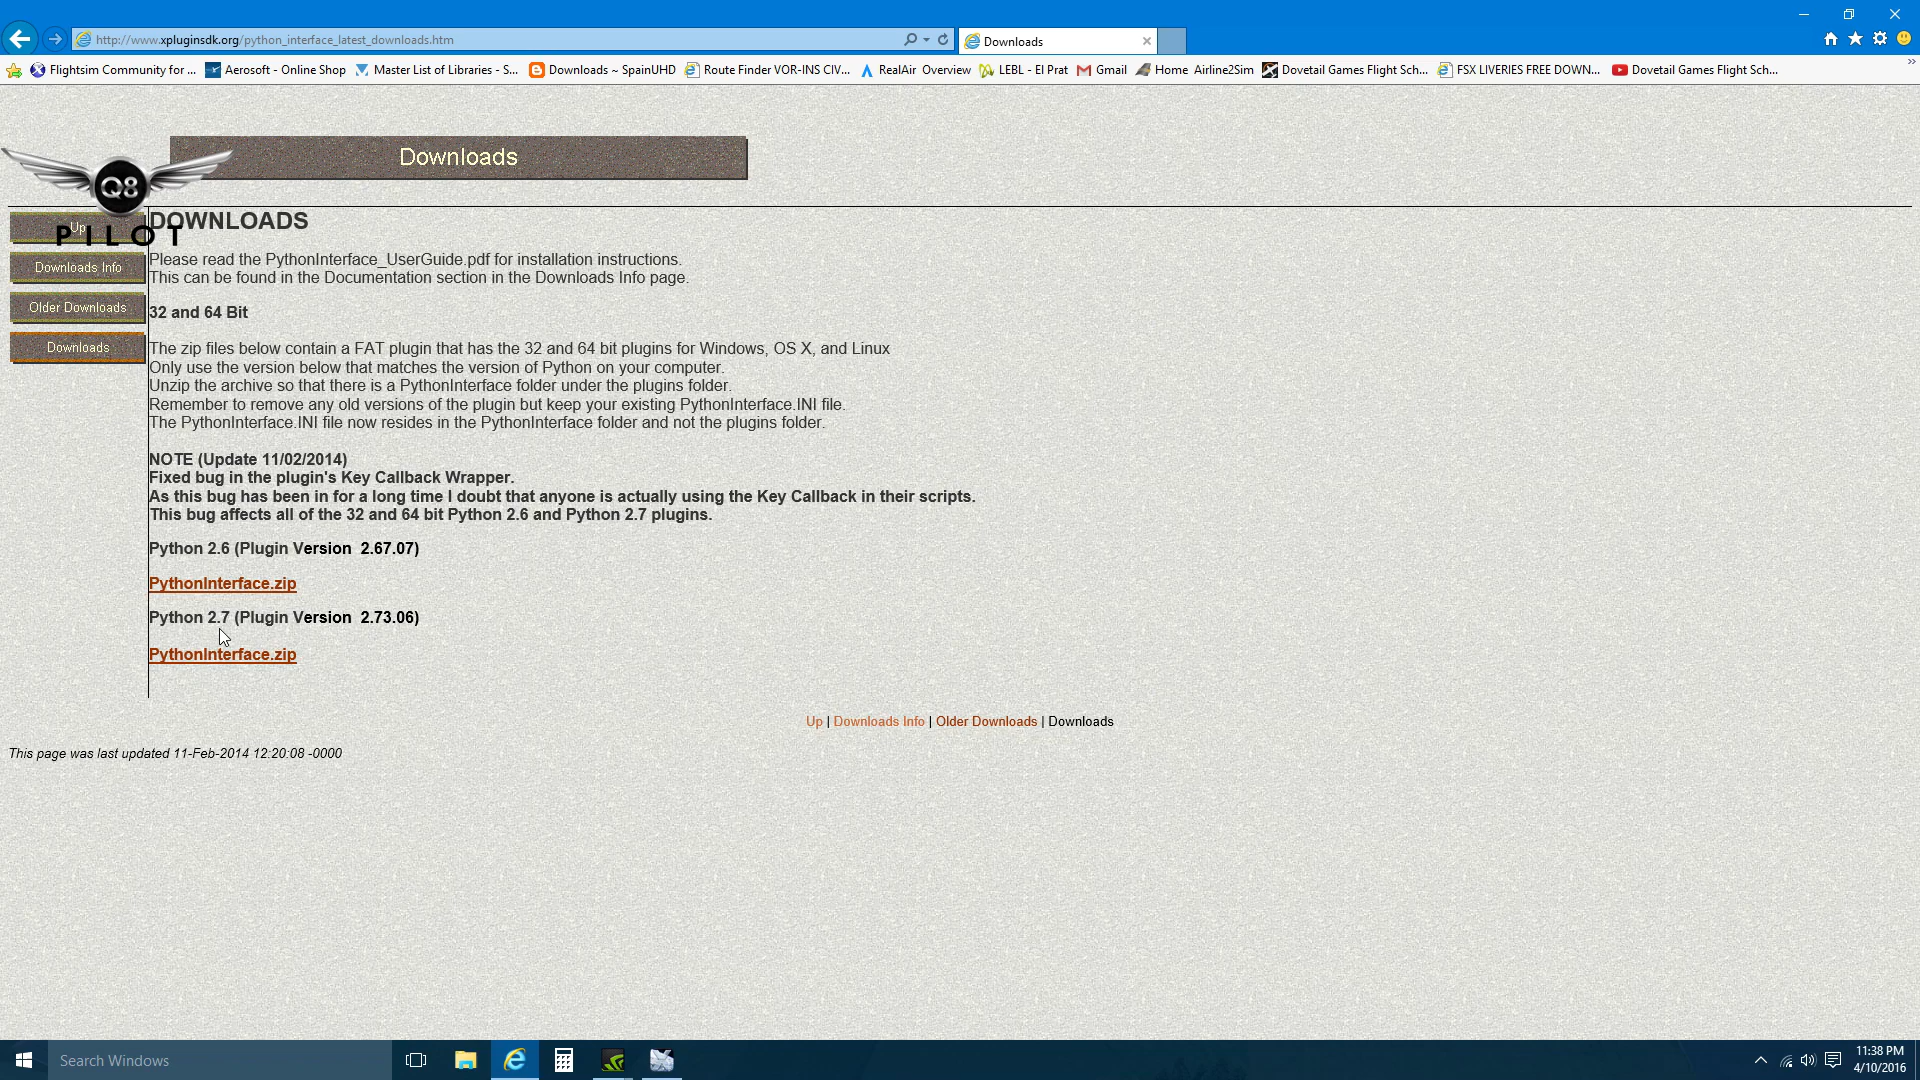 http://www.xpluginsdk.org/python_interface_latest_downloads.htm
Downloads
Flightsim Community for ...
Aerosoft - Online Shop
Master List of Libraries - S...
Downloads ~ SpainUHD
Route Finder VOR-INS CIV...
RealAir Overview
LEBL - El Prat
Gmail
Home Airline2Sim
Dovetail Games Flight Sch...
FSX LIVERIES FREE DOWN...
Dovetail Games Flight Sch...
Downloads
Q8
PILOT
Up
Downloads Info
Older Downloads
Downloads
DOWNLOADS
Please read the PythonInterface_UserGuide.pdf for installation instructions.
This can be found in the Documentation section in the Downloads Info page.
32 and 64 Bit
The zip files below contain a FAT plugin that has the 32 and 64 bit plugins for Windows, OS X, and Linux
Only use the version below that matches the version of Python on your computer.
Unzip the archive so that there is a PythonInterface folder under the plugins folder.
Remember to remove any old versions of the plugin but keep your existing PythonInterface.INI file.
The PythonInterface.INI file now resides in the PythonInterface folder and not the plugins folder.
NOTE (Update 11/02/2014)
Fixed bug in the plugin's Key Callback Wrapper.
As this bug has been in for a long time I doubt that anyone is actually using the Key Callback in their scripts.
This bug affects all of the 32 and 64 bit Python 2.6 and Python 2.7 plugins.
Python 2.6 (Plugin Version 2.67.07)
PythonInterface.zip
Python 2.7 (Plugin Version 2.73.06)
PythonInterface.zip
Up | Downloads Info | Older Downloads | Downloads
This page was last updated 11-Feb-2014 12:20:08 -0000
Search Windows
11:38 PM
4/10/2016